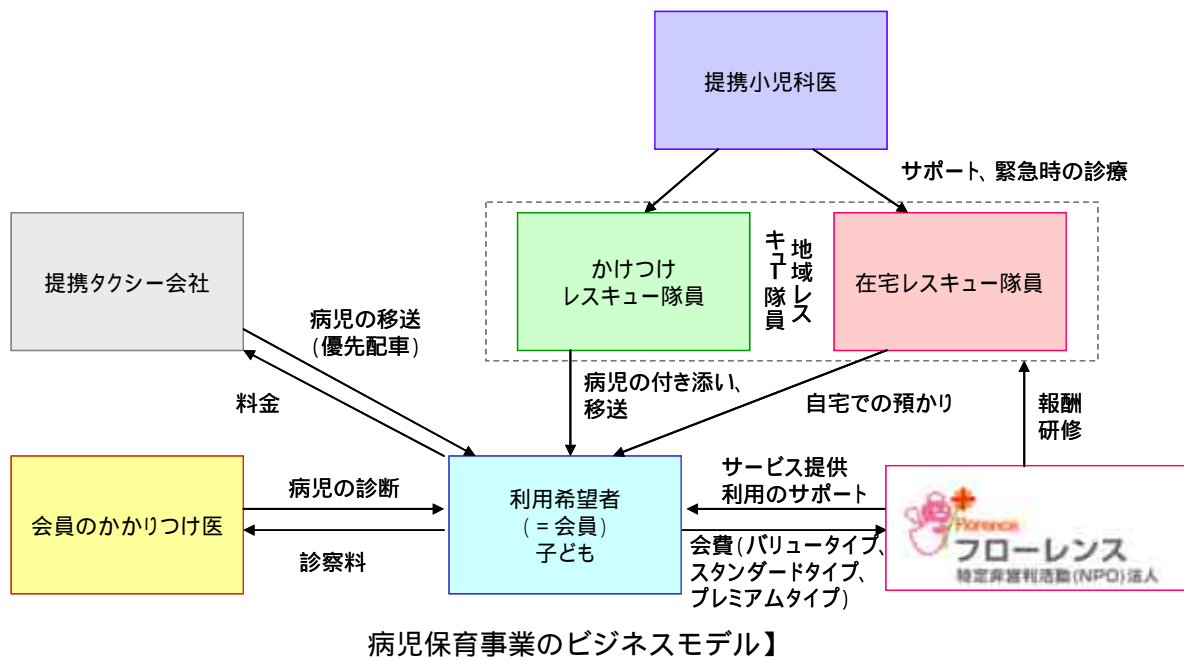 提携小児科医
サポート、緊急時の診療
かけつけ
レスキュー隊員
地域レス
キュー隊員
在宅レスキュー隊員
提携タクシー会社
病児の移送
(優先配車)
料金
病児の付き添い、
移送
自宅での預かり
報酬
研修
会員のかかりつけ医
病児の診断
診察料
利用希望者
(=会員)
子ども
サービス提供
利用のサポート
会費(バリュータイプ、
スタンダードタイプ、
プレミアムタイプ)
Florence
フローレンス
特定非営利活動(NPO)法人
病児保育事業のビジネスモデル】